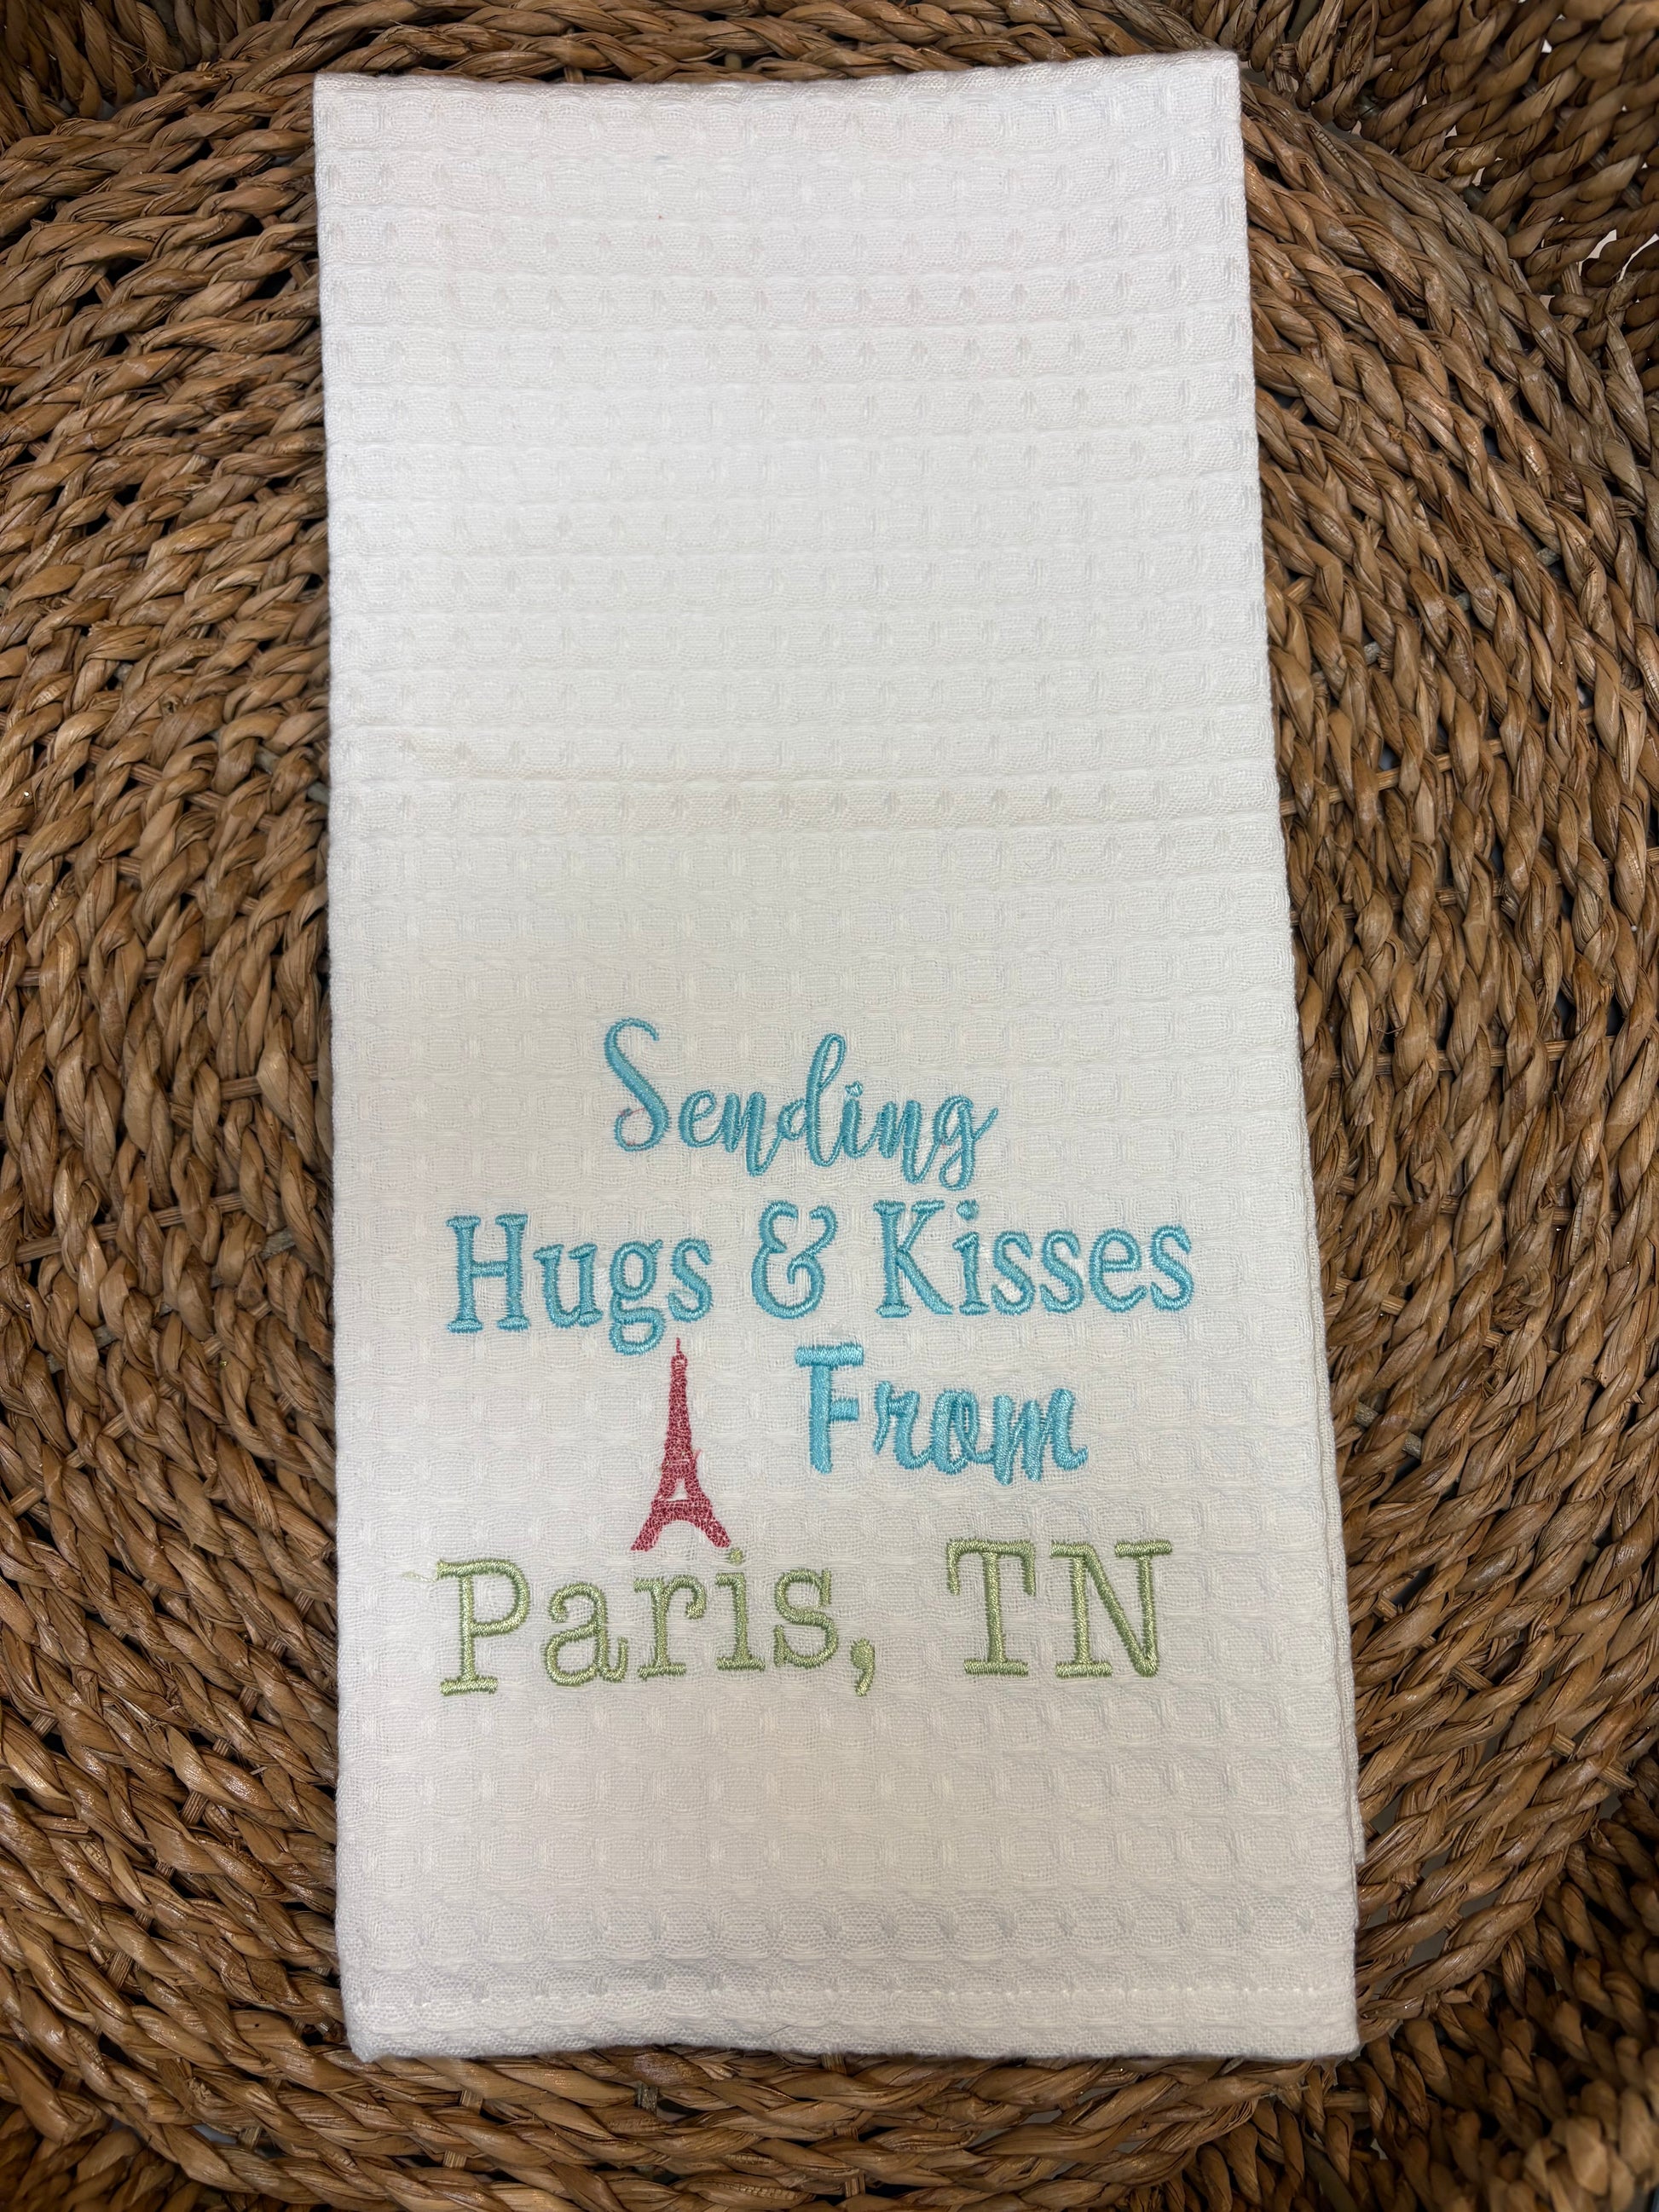 Sending
Hugs & Kisses
From
Paris, TN